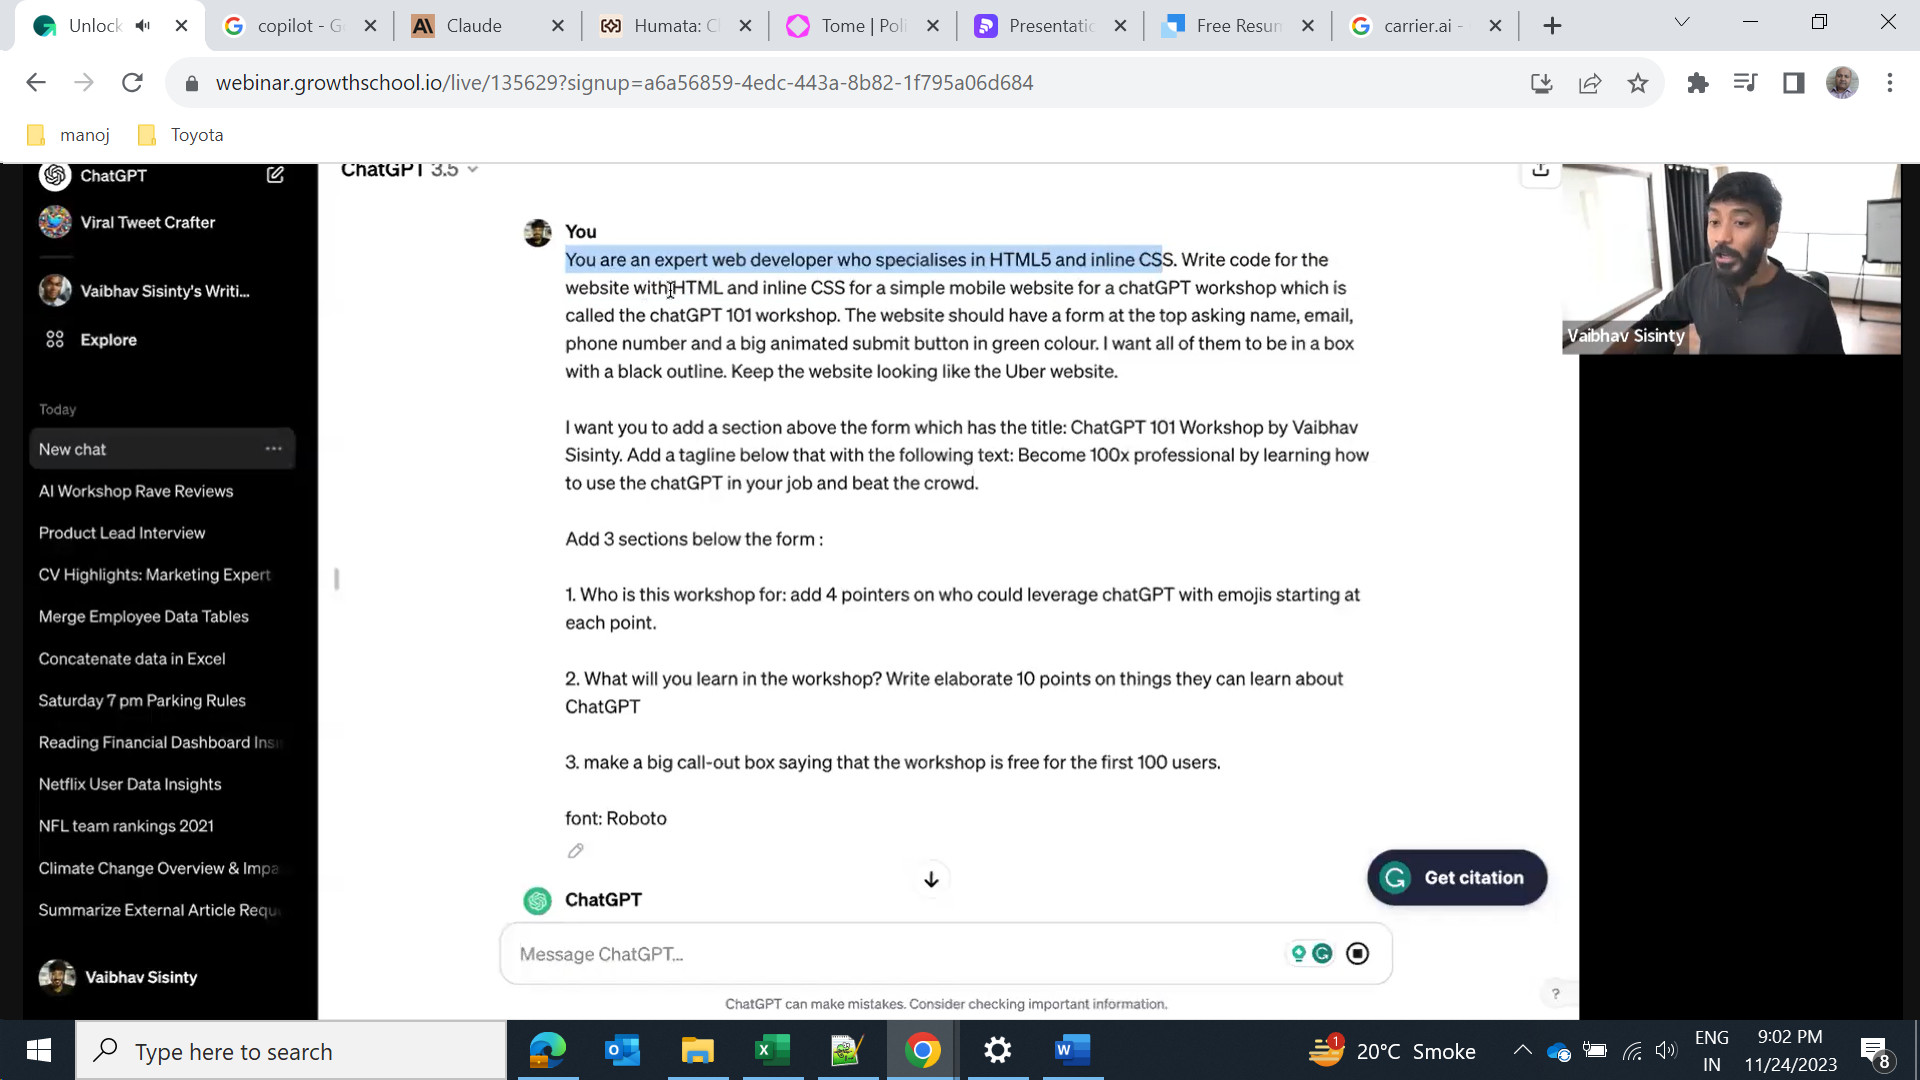 Unlock
copilot - G
Claude
Humata: C
Tome | Poli
Presentatic
Free Resun
carrier.ai -
webinar.growthschool.io/live/135629?signup=a6a56859-4edc-443a-8b82-1f795a06d684
manoj
Toyota
ChatGPT
Viral Tweet Crafter
Vaibhav Sisinty's Writi...
Explore
Today
New chat
AI Workshop Rave Reviews
Product Lead Interview
CV Highlights: Marketing Expert
Merge Employee Data Tables
Concatenate data in Excel
Saturday 7 pm Parking Rules
Reading Financial Dashboard Insi
Netflix User Data Insights
NFL team rankings 2021
Climate Change Overview & Impa
Summarize External Article Requ
Vaibhav Sisinty
ChatGPT 3.5
You
You are an expert web developer who specialises in HTML5 and inline CSS. Write code for the
website with HTML and inline CSS for a simple mobile website for a chatGPT workshop which is
called the chatGPT 101 workshop. The website should have a form at the top asking name, email,
phone number and a big animated submit button in green colour. I want all of them to be in a box
with a black outline. Keep the website looking like the Uber website.
I want you to add a section above the form which has the title: ChatGPT 101 Workshop by Vaibhav
Sisinty. Add a tagline below that with the following text: Become 100x professional by learning how
to use the chatGPT in your job and beat the crowd.
Add 3 sections below the form :
1. Who is this workshop for: add 4 pointers on who could leverage chatGPT with emojis starting at
each point.
2. What will you learn in the workshop? Write elaborate 10 points on things they can learn about
ChatGPT
3. make a big call-out box saying that the workshop is free for the first 100 users.
font: Roboto
ChatGPT
Get citation
Message ChatGPT...
ChatGPT can make mistakes. Consider checking important information.
?
Vaibhav Sisinty
Type here to search
1
20°C Smoke
ENG
IN
9:02 PM
11/24/2023
8